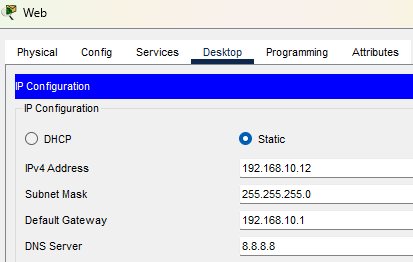 Web
Physical Config Services Desktop Programming Attributes
IP Configuration
IP Configuration
DHCP Static
IPv4 Address 192.168.10.12
Subnet Mask 255.255.255.0
Default Gateway 192.168.10.1
DNS Server 8.8.8.8